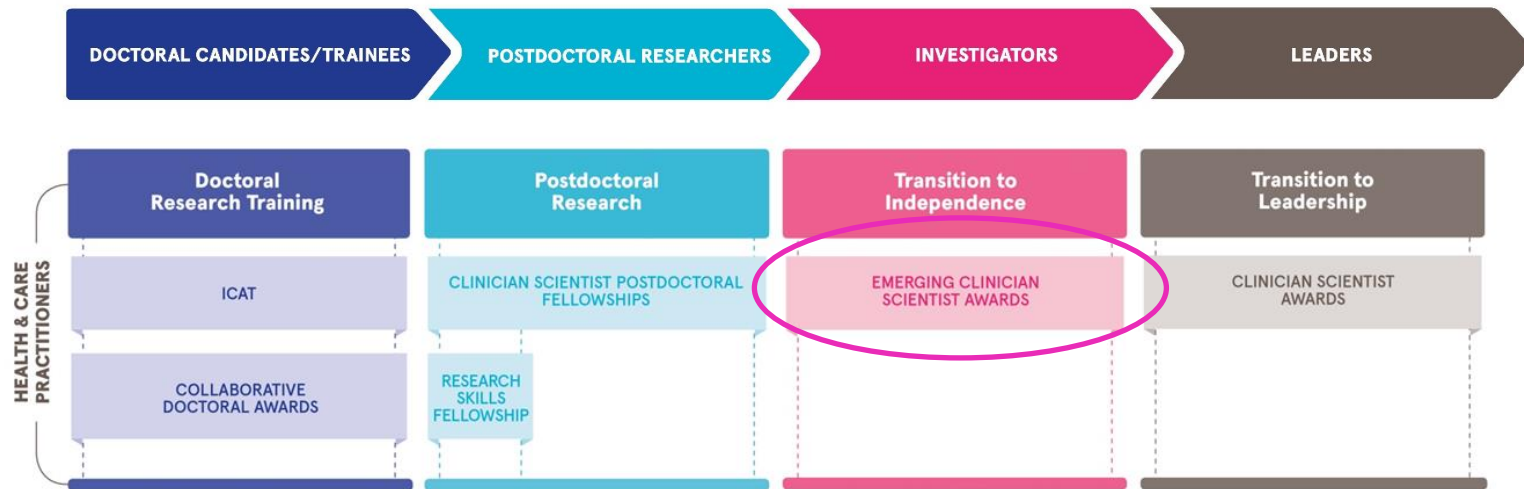 DOCTORAL CANDIDATES/TRAINEES
POSTDOCTORAL RESEARCHERS
INVESTIGATORS
LEADERS
HEALTH & CARE
PRACTITIONERS
Doctoral
Research Training
Postdoctoral
Research
Transition to
Independence
Transition to
Leadership
ICAT
CLINICIAN SCIENTIST POSTDOCTORAL
FELLOWSHIPS
EMERGING CLINICIAN
SCIENTIST AWARDS
CLINICIAN SCIENTIST
AWARDS
COLLABORATIVE
DOCTORAL AWARDS
RESEARCH
SKILLS
FELLOWSHIP